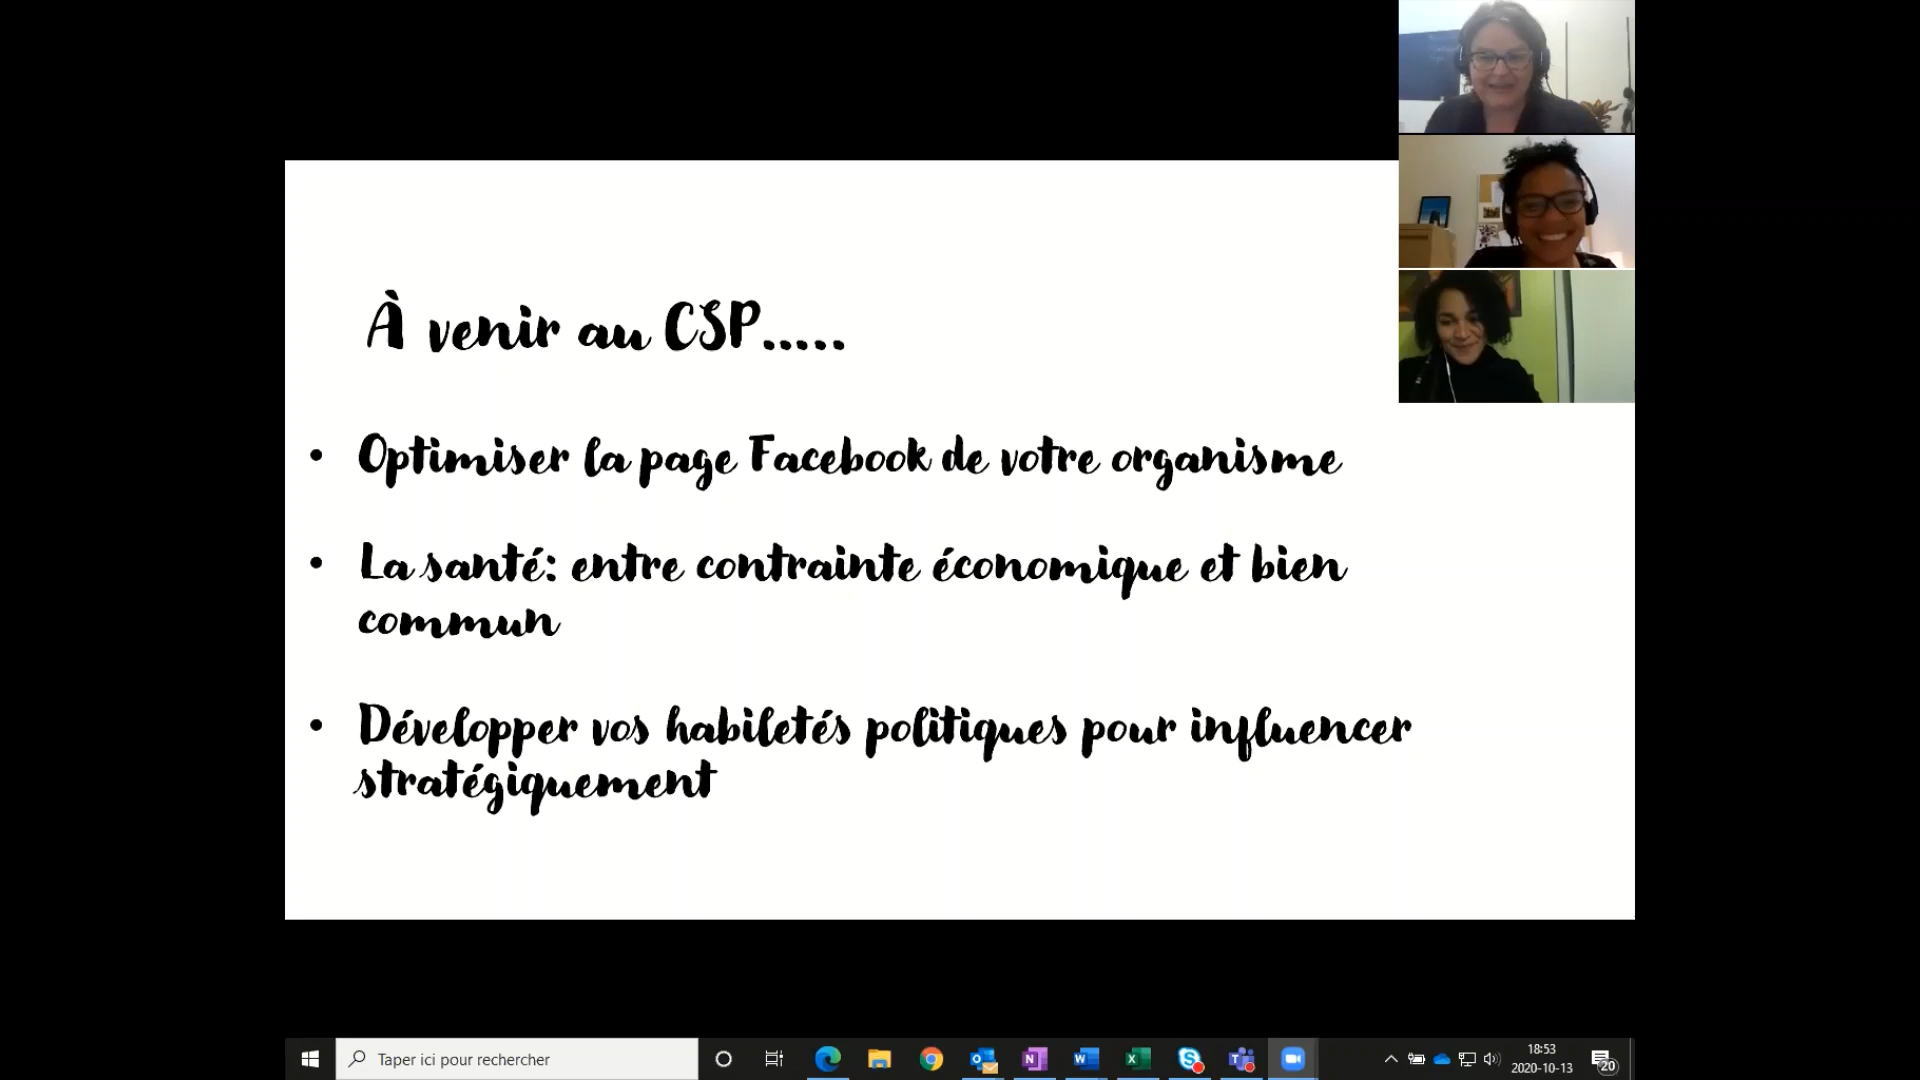 À venir au CSP.....
• Optimiser la page Facebook de votre organisme
• La santé: entre contrainte économique et bien
commun
• Développer vos habiletés politiques pour influencer
stratégiquement
Taper ici pour rechercher
18:53
2020-10-13
20